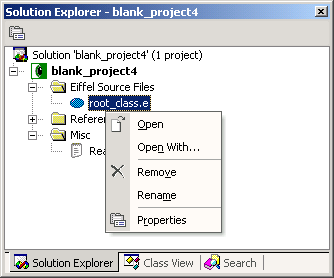 Solution Explorer - blank_project4
Solution 'blank_project4' (1 project)
blank_project4
Eiffel Source Files
root_class.e
Referen
Misc
Rea
Open
Open With...
Remove
Rename
Properties
Solution Explorer
Class View
Search